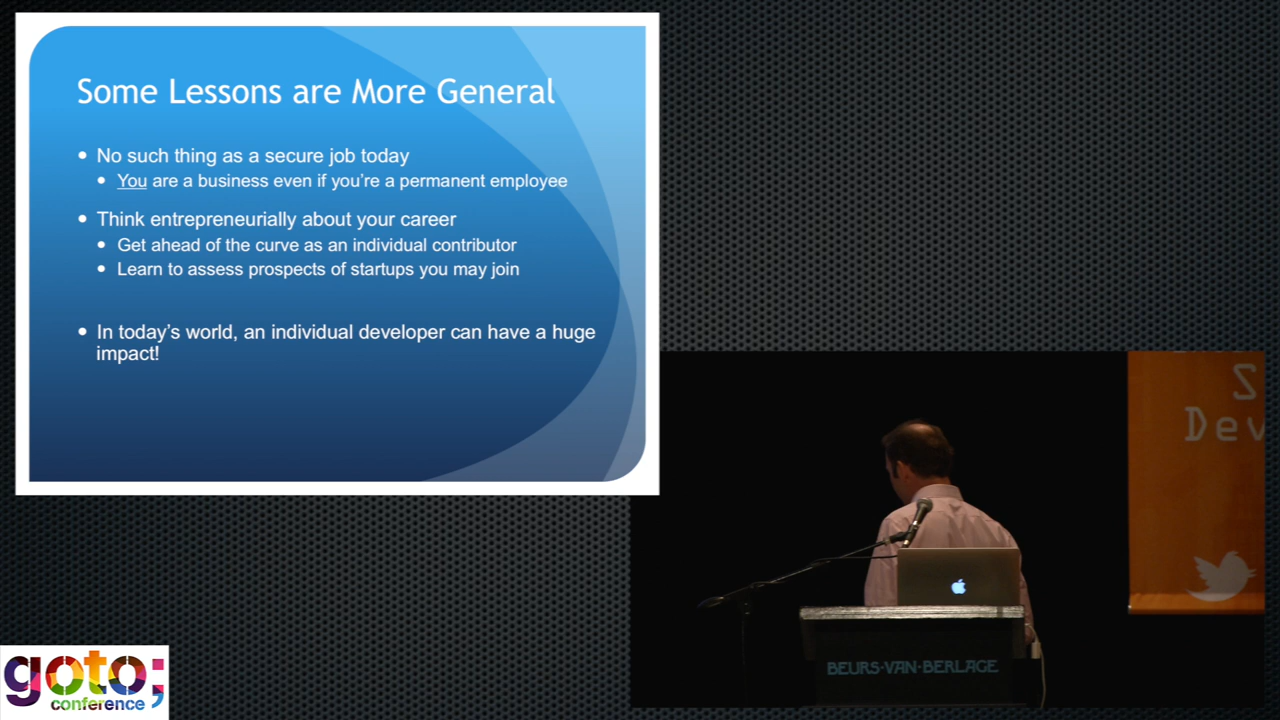 Some Lessons are More General
• No such thing as a secure job today
• You are a business even if you're a permanent employee
• Think entrepreneurially about your career
• Get ahead of the curve as an individual contributor
• Learn to assess prospects of startups you may join
• In today's world, an individual developer can have a huge
impact!
S
Dev
BEURS·VAN·BERLAGE
goto;
conference